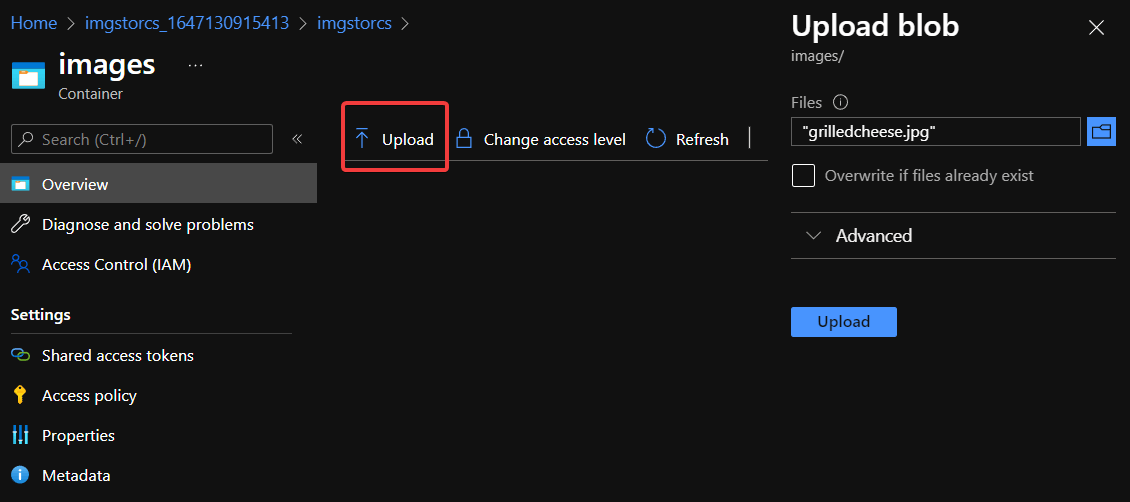 Home > imgstorcs_1647130915413 > imgstorcs >
images ...
Container
Search (Ctrl+/) «
Overview
Diagnose and solve problems
Access Control (IAM)
Settings
Shared access tokens
Access policy
Properties
Metadata
Upload Change access level Refresh
Upload blob
images/
Files
"grilledcheese.jpg"
Overwrite if files already exist
Advanced
Upload